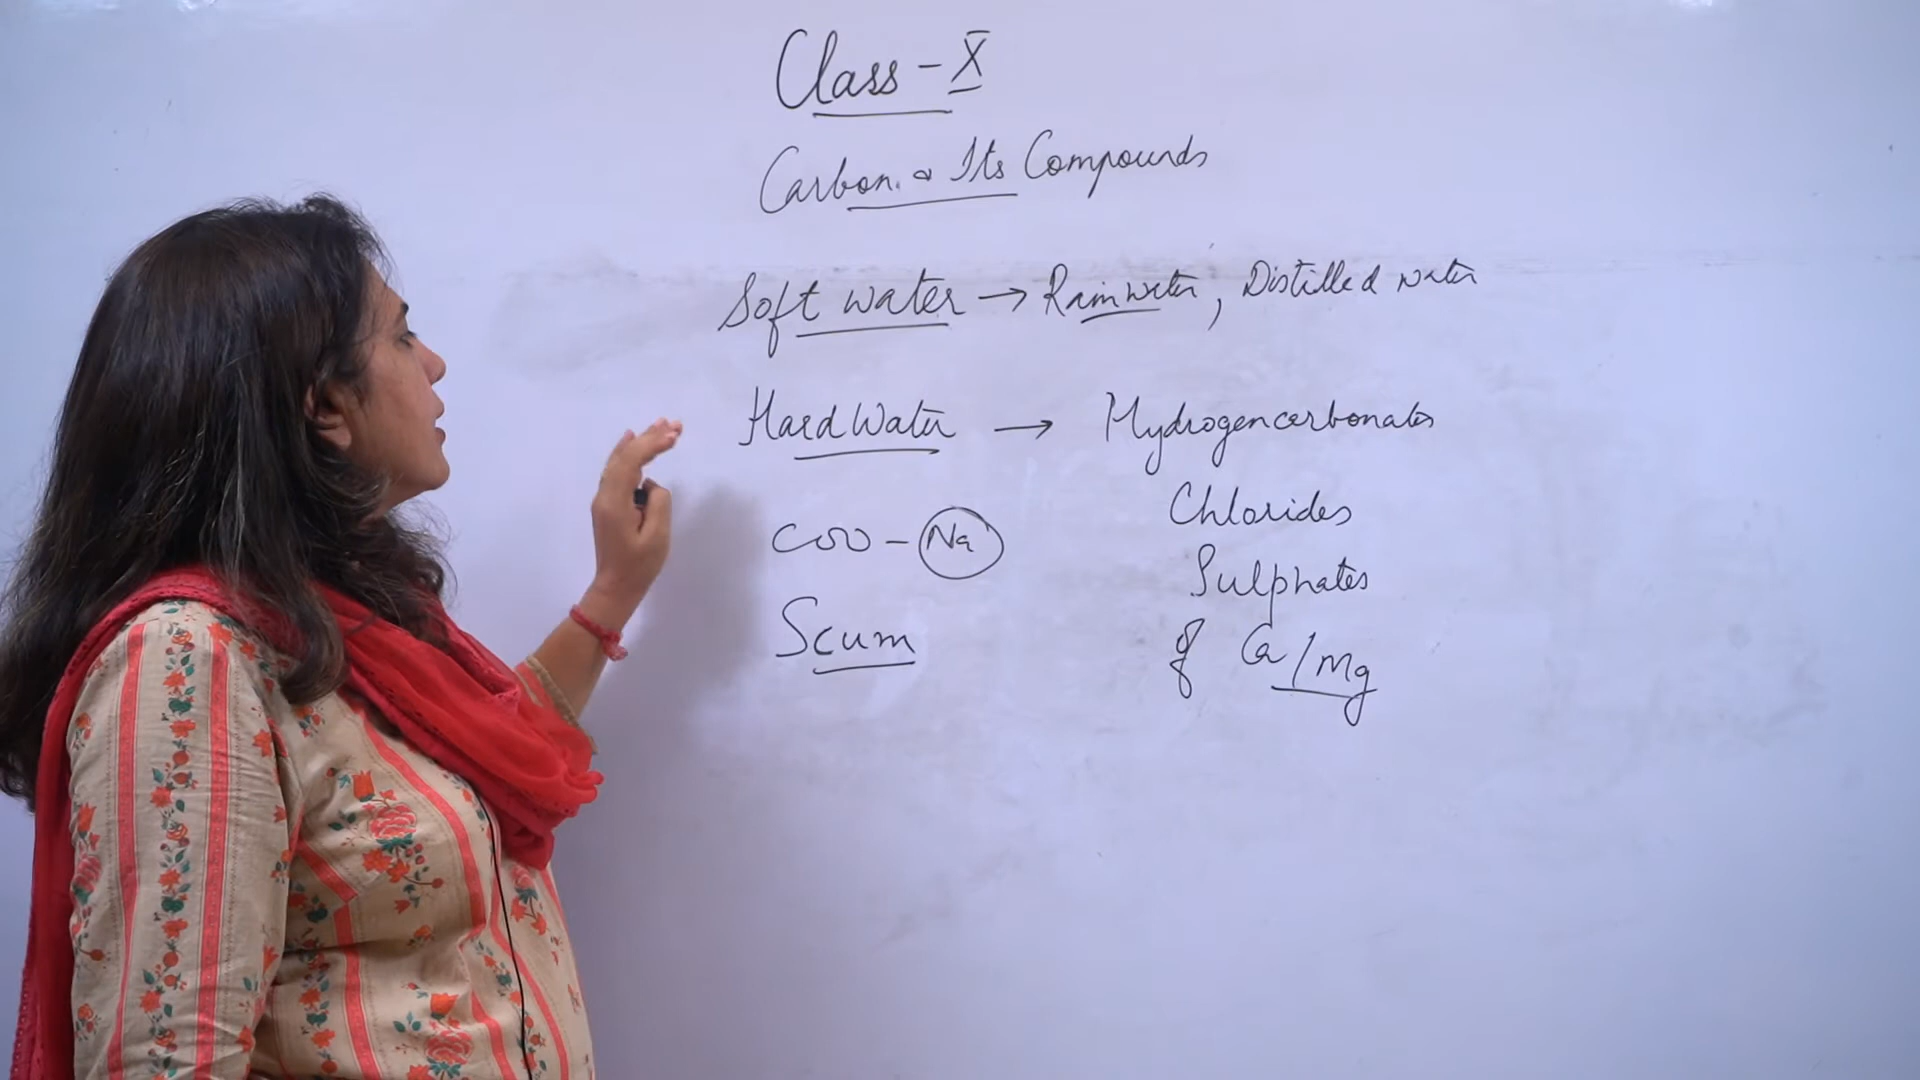 Class - X
Carbon & Its Compounds
Soft water → Rainwater, Distilled water
Hard Water → Hydrogencarbonates
Chlorides
Sulphates
of Ca/Mg
COO - Na
Scum